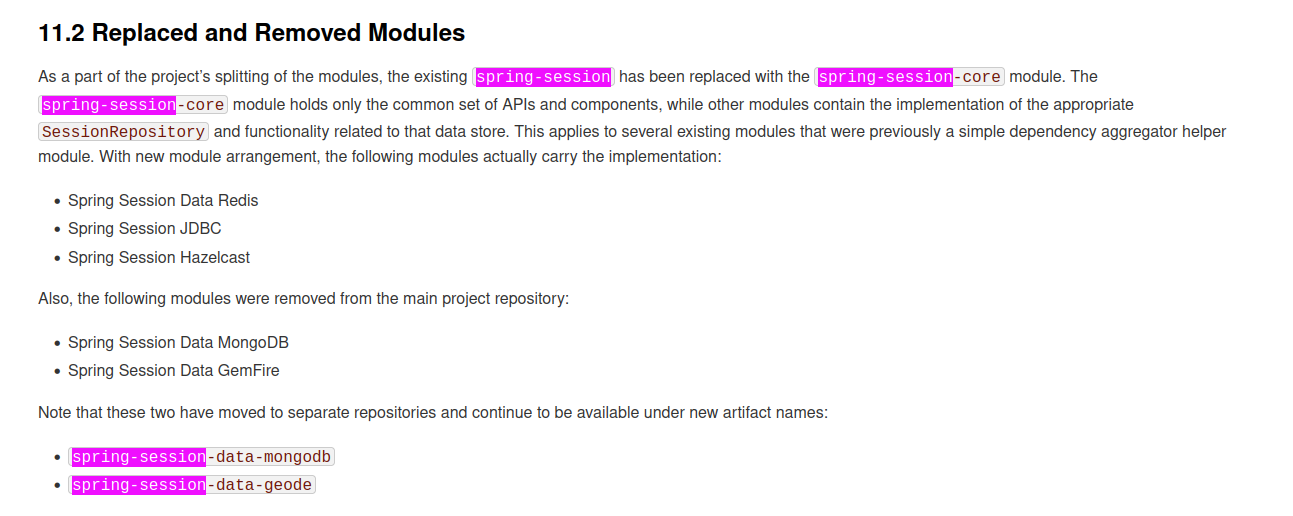 11.2 Replaced and Removed Modules
As a part of the project’s splitting of the modules, the existing spring-session has been replaced with the spring-session-core module. The
spring-session-core module holds only the common set of APIs and components, while other modules contain the implementation of the appropriate
SessionRepository and functionality related to that data store. This applies to several existing modules that were previously a simple dependency aggregator helper
module. With new module arrangement, the following modules actually carry the implementation:
• Spring Session Data Redis
• Spring Session JDBC
• Spring Session Hazelcast
Also, the following modules were removed from the main project repository:
• Spring Session Data MongoDB
• Spring Session Data GemFire
Note that these two have moved to separate repositories and continue to be available under new artifact names:
• spring-session-data-mongodb
• spring-session-data-geode